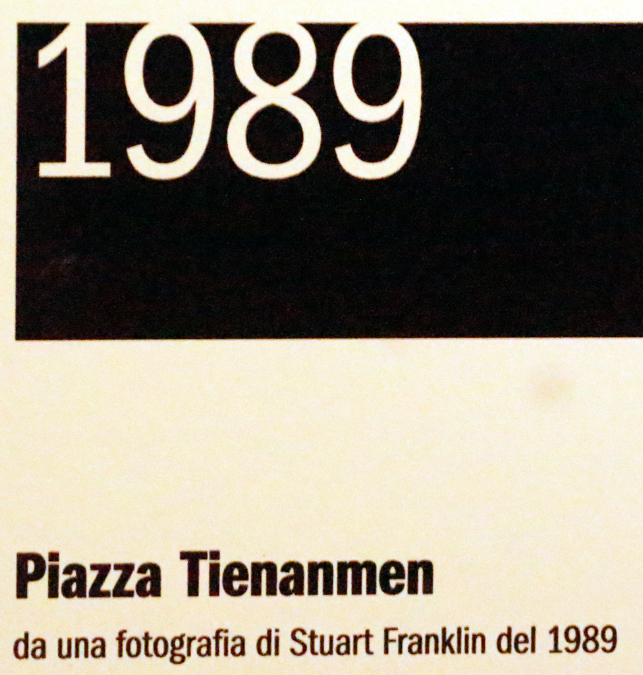 1989
Piazza Tienanmen
da una fotografia di Stuart Franklin del 1989